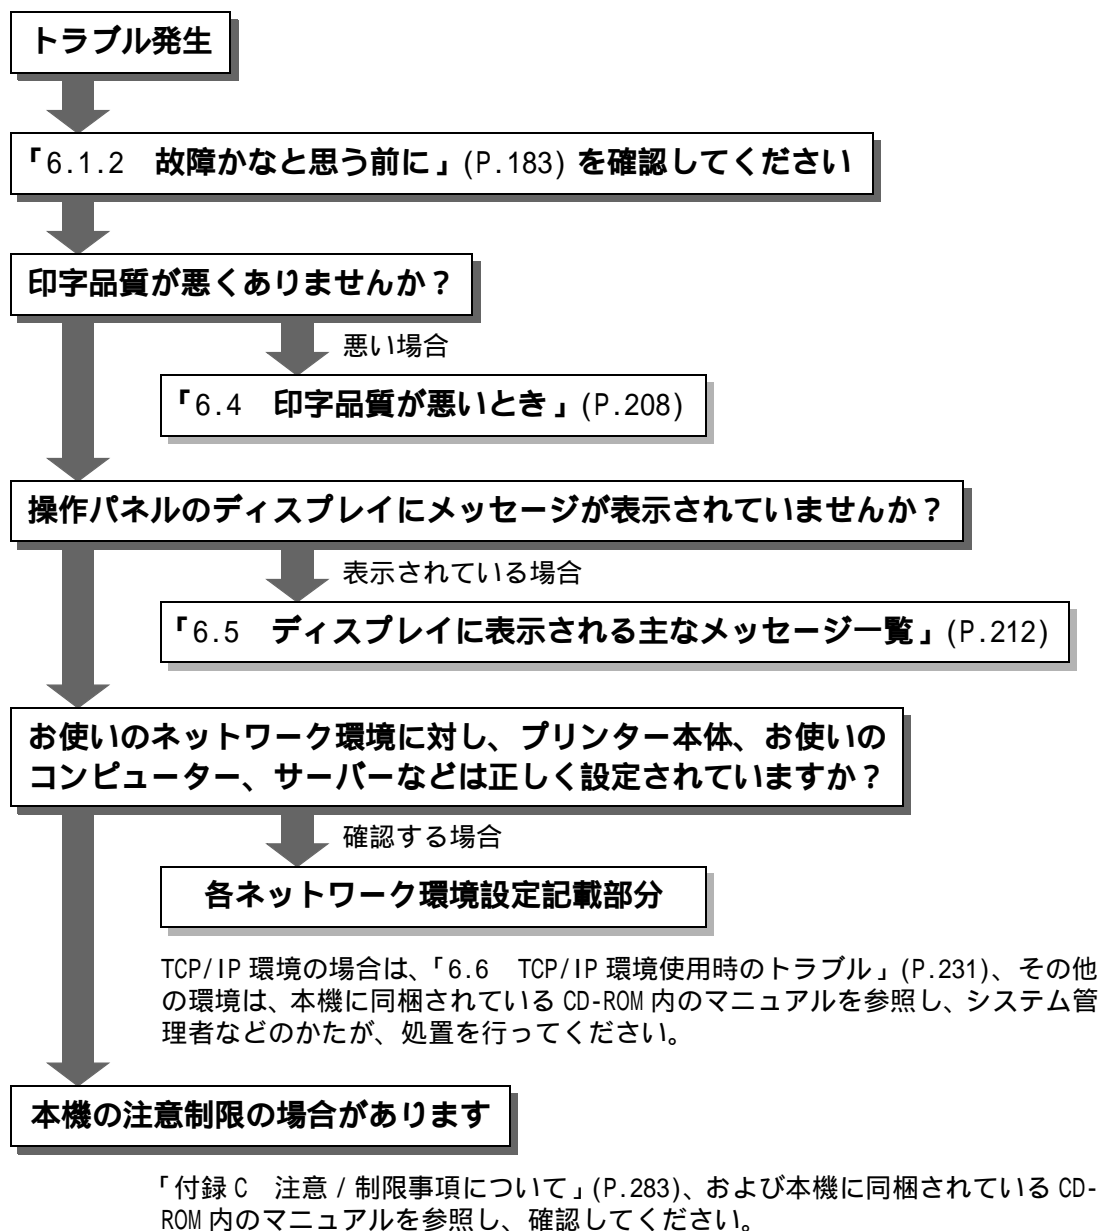 トラブル発生
「6.1.2　故障かなと思う前に」(P.183) を確認してください
印字品質が悪くありませんか？
悪い場合
「6.4　印字品質が悪いとき」(P.208)
操作パネルのディスプレイにメッセージが表示されていませんか？
表示されている場合
「6.5　ディスプレイに表示される主なメッセージ一覧」(P.212)
お使いのネットワーク環境に対し、プリンター本体、お使いの
コンピューター、サーバーなどは正しく設定されていますか？
確認する場合
各ネットワーク環境設定記載部分
TCP/IP 環境の場合は、「6.6　TCP/IP 環境使用時のトラブル」(P.231)、その他
の環境は、本機に同梱されている CD-ROM 内のマニュアルを参照し、システム管
理者などのかたが、処置を行ってください。
本機の注意制限の場合があります
「付録 C　注意 / 制限事項について」(P.283)、および本機に同梱されている CD-
ROM 内のマニュアルを参照し、確認してください。